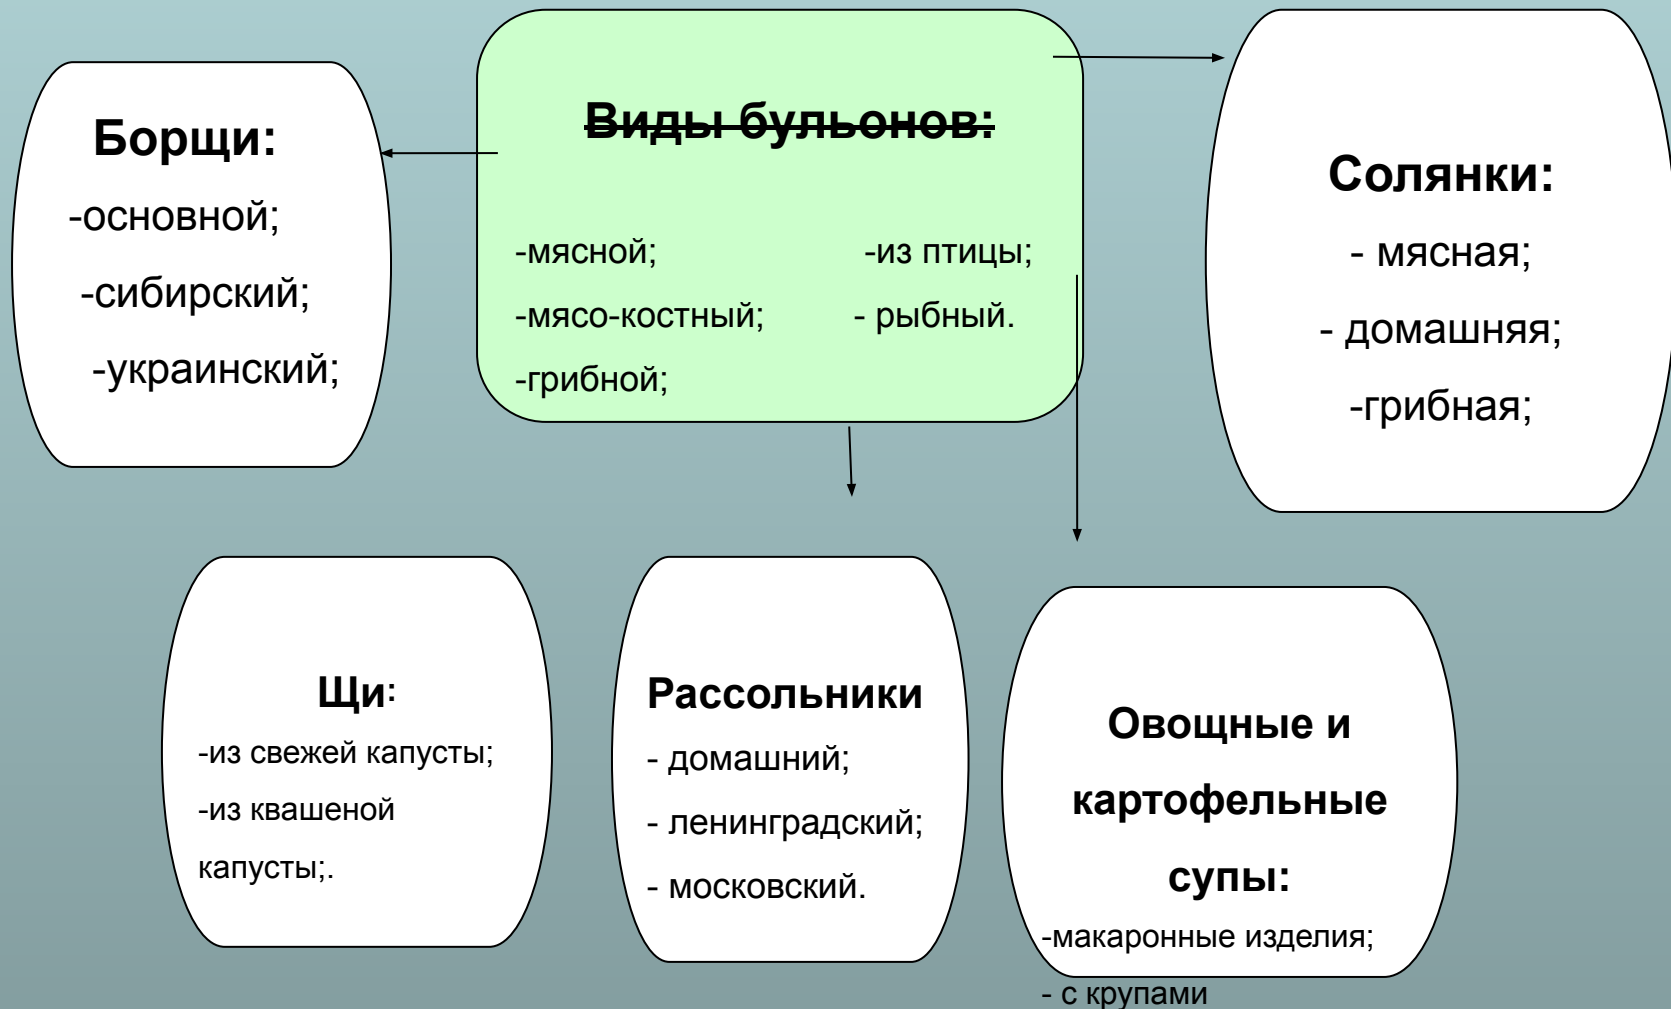 Виды бульонов:
-мясной; -из птицы;
-мясо-костный; - рыбный.
-грибной;
Борщи:
-основной;
-сибирский;
-украинский;
Солянки:
- мясная;
- домашняя;
-грибная;
Щи:
-из свежей капусты;
-из квашеной
капусты;.
Рассольники
- домашний;
- ленинградский;
- московский.
Овощные и
картофельные
супы:
-макаронные изделия;
- с крупами